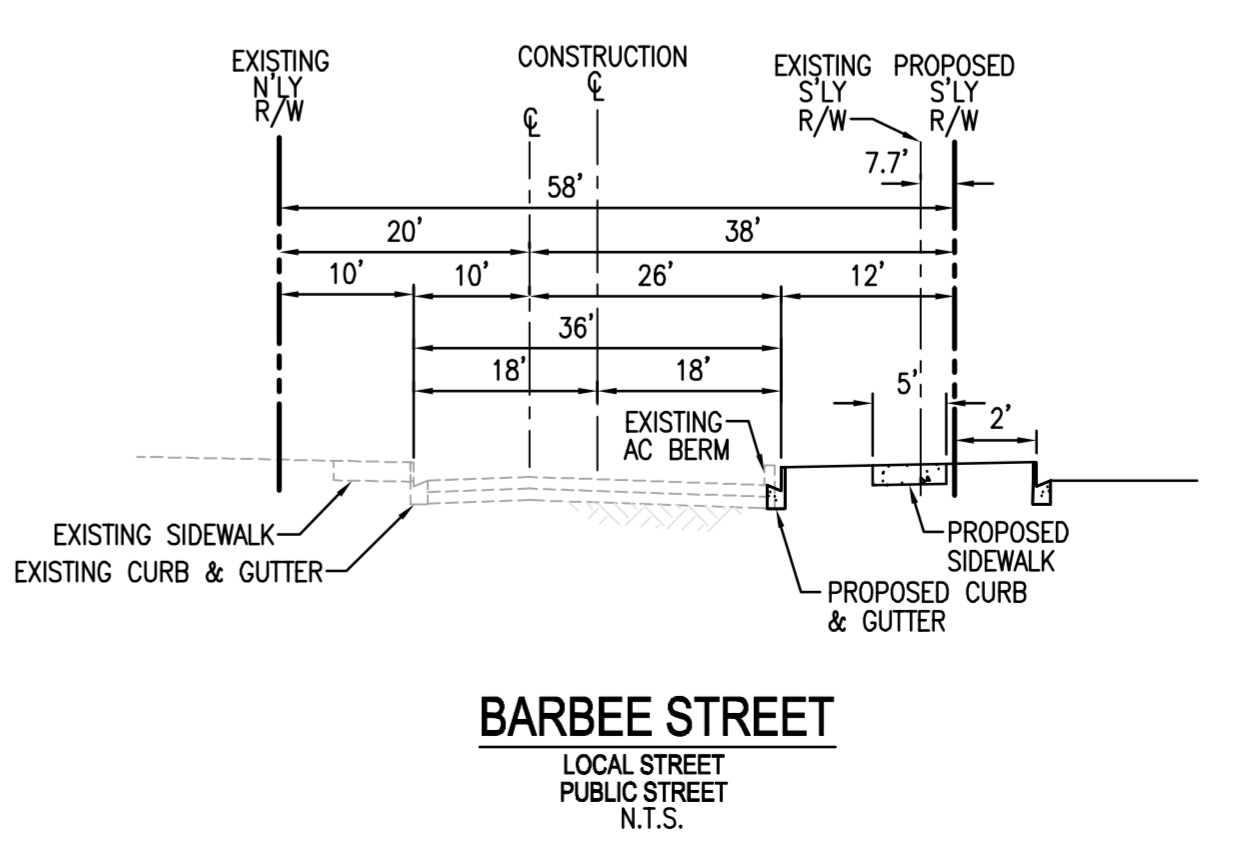 EXISTING
N'LY
R/W
CONSTRUCTION
℄
℄
EXISTING
S'LY
R/W
PROPOSED
S'LY
R/W
7.7'
58'
20'
38'
10'
10'
26'
12'
36'
18'
18'
5'
2'
EXISTING
AC BERM
EXISTING SIDEWALK
EXISTING CURB & GUTTER
PROPOSED
SIDEWALK
PROPOSED CURB
& GUTTER
BARBEE STREET
LOCAL STREET
PUBLIC STREET
N.T.S.